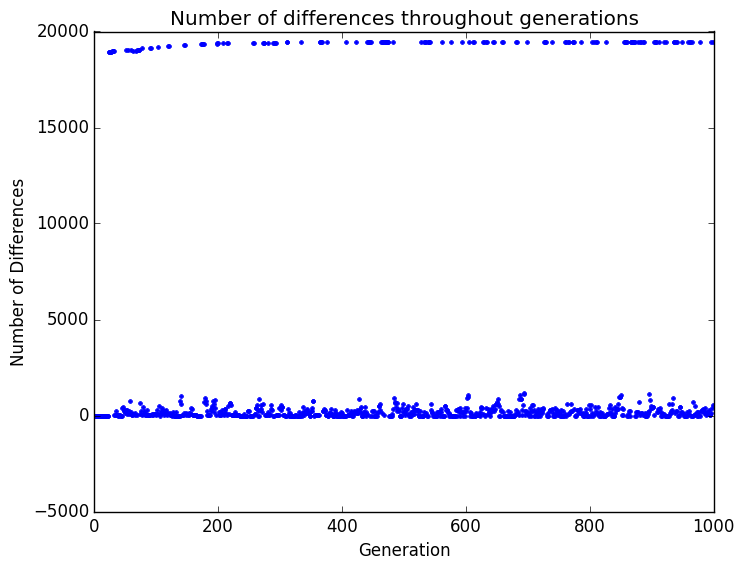 Number of differences throughout generations
20000
15000
10000
5000
0
−5000
Number of Differences
0 200 400 600 800 1000
Generation